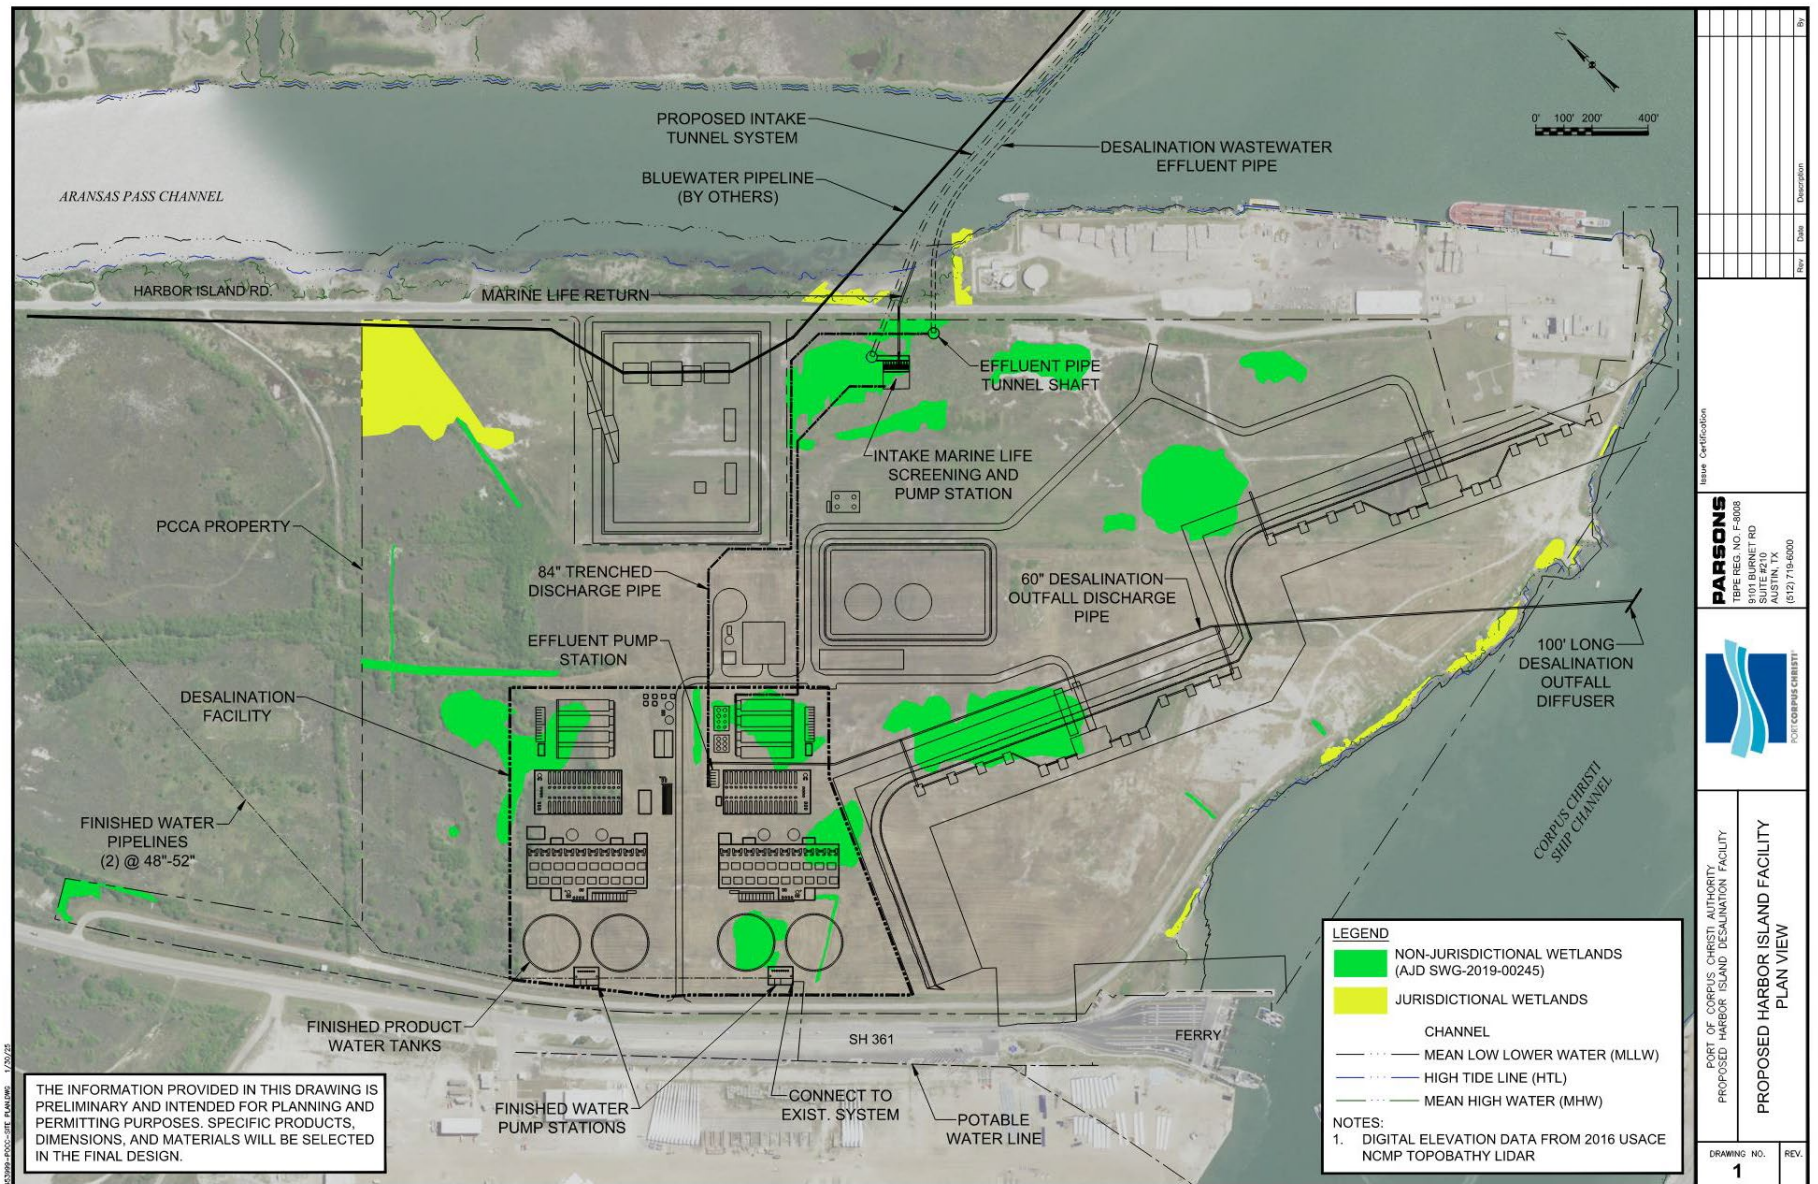 N
0' 100' 200' 400'
PROPOSED INTAKE
TUNNEL SYSTEM
DESALINATION WASTEWATER
EFFLUENT PIPE
BLUEWATER PIPELINE
(BY OTHERS)
ARANSAS PASS CHANNEL
HARBOR ISLAND RD.
MARINE LIFE RETURN
EFFLUENT PIPE
TUNNEL SHAFT
INTAKE MARINE LIFE
SCREENING AND
PUMP STATION
PCCA PROPERTY
84" TRENCHED
DISCHARGE PIPE
60" DESALINATION
OUTFALL DISCHARGE
PIPE
EFFLUENT PUMP
STATION
100' LONG
DESALINATION
OUTFALL
DIFFUSER
DESALINATION
FACILITY
FINISHED WATER
PIPELINES
(2) @ 48"-52"
CORPUS CHRISTI
SHIP CHANNEL
FINISHED PRODUCT
WATER TANKS
SH 361
FERRY
FINISHED WATER
PUMP STATIONS
CONNECT TO
EXIST. SYSTEM
POTABLE
WATER LINE
THE INFORMATION PROVIDED IN THIS DRAWING IS
PRELIMINARY AND INTENDED FOR PLANNING AND
PERMITTING PURPOSES. SPECIFIC PRODUCTS,
DIMENSIONS, AND MATERIALS WILL BE SELECTED
IN THE FINAL DESIGN.
LEGEND
NON-JURISDICTIONAL WETLANDS
(AJD SWG-2019-00245)
JURISDICTIONAL WETLANDS
CHANNEL
MEAN LOW LOWER WATER (MLLW)
HIGH TIDE LINE (HTL)
MEAN HIGH WATER (MHW)
NOTES:
1. DIGITAL ELEVATION DATA FROM 2016 USACE
NCMP TOPOBATHY LIDAR
By
Description
Date
Rev
Issue Certification
PARSONS
TBPE REG. NO. F-8008
9101 BURNET RD
SUITE #210
AUSTIN, TX
(512) 719-6000
PORT CORPUS CHRISTI
PORT OF CORPUS CHRISTI AUTHORITY
PROPOSED HARBOR ISLAND DESALINATION FACILITY
PROPOSED HARBOR ISLAND FACILITY
PLAN VIEW
DRAWING NO.
1
REV.
1/30/25